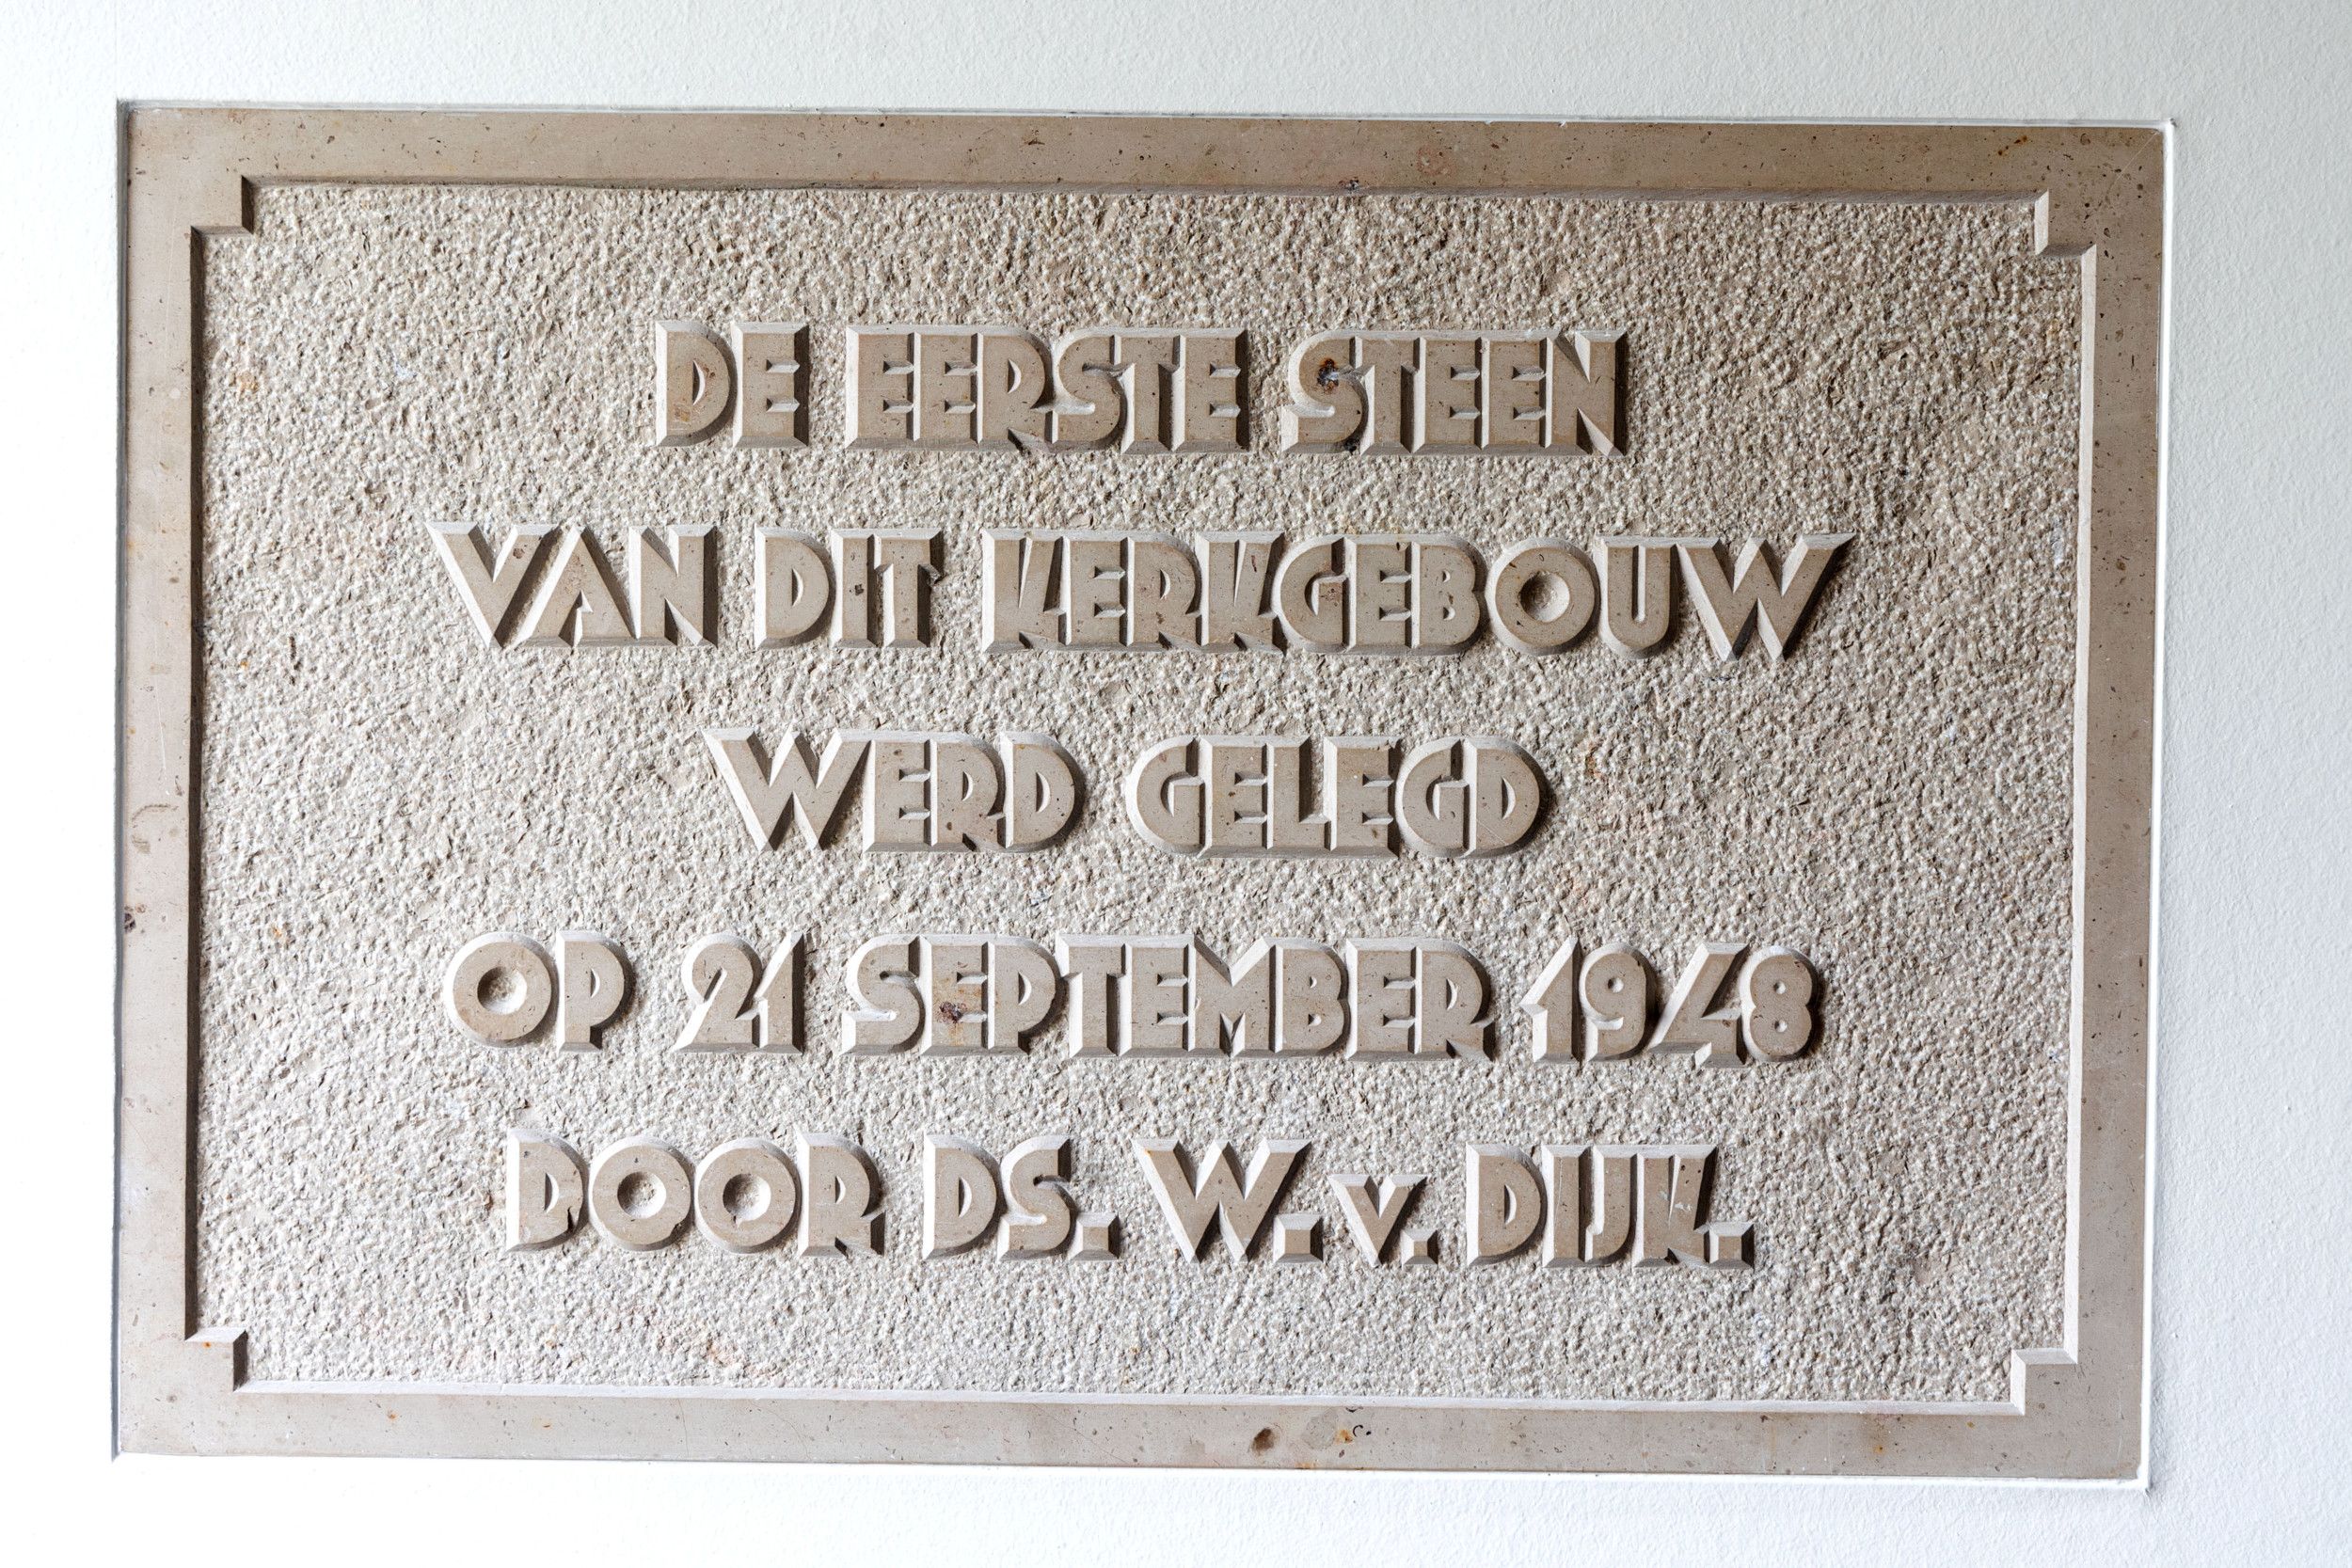 DE EERSTE STEEN
VAN DIT KERKGEBOUW
WERD GELEGD
OP 21 SEPTEMBER 1948
DOOR DS. W. v. DIJK.